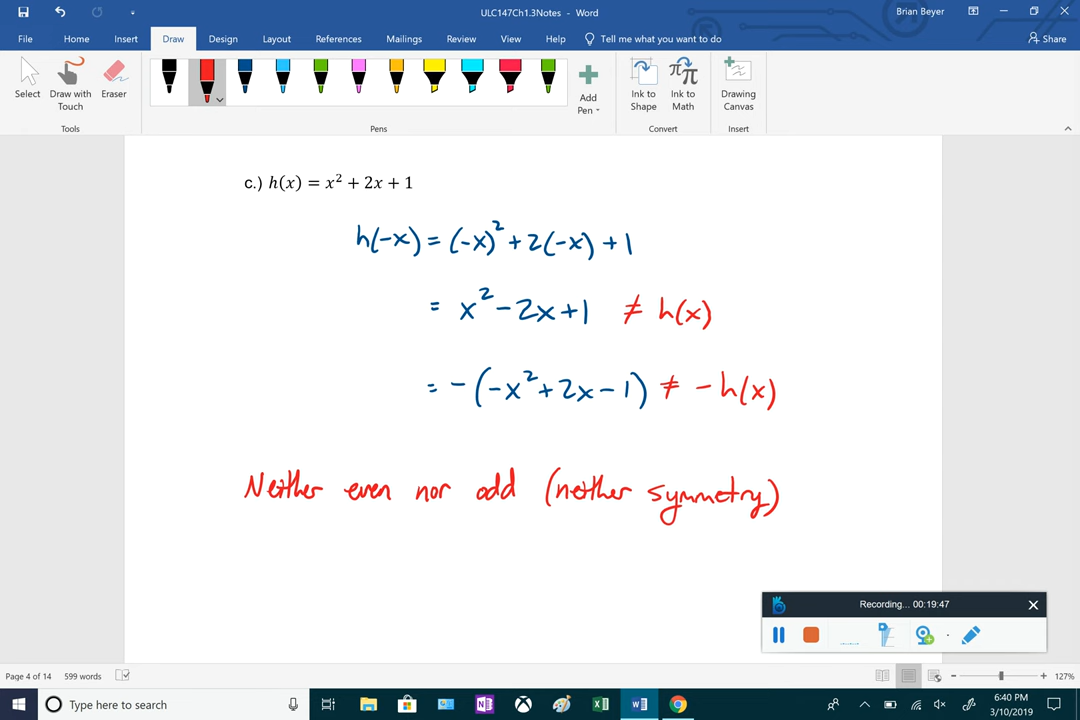 ULC147Ch1.3Notes - Word
Brian Beyer
File Home Insert Draw Design Layout References Mailings Review View Help Tell me what you want to do Share
Select Draw with Touch Eraser Add Pen Ink to Shape Ink to Math Drawing Canvas
Tools Pens Convert Insert
c.) h(x) = x² + 2x + 1
h(-x) = (-x)² + 2(-x) + 1
= x² - 2x + 1 ≠ h(x)
= -(-x² + 2x - 1) ≠ -h(x)
Neither even nor odd (neither symmetry)
Recording... 00:19:47
Page 4 of 14 599 words 127%
Type here to search
6:40 PM
3/10/2019